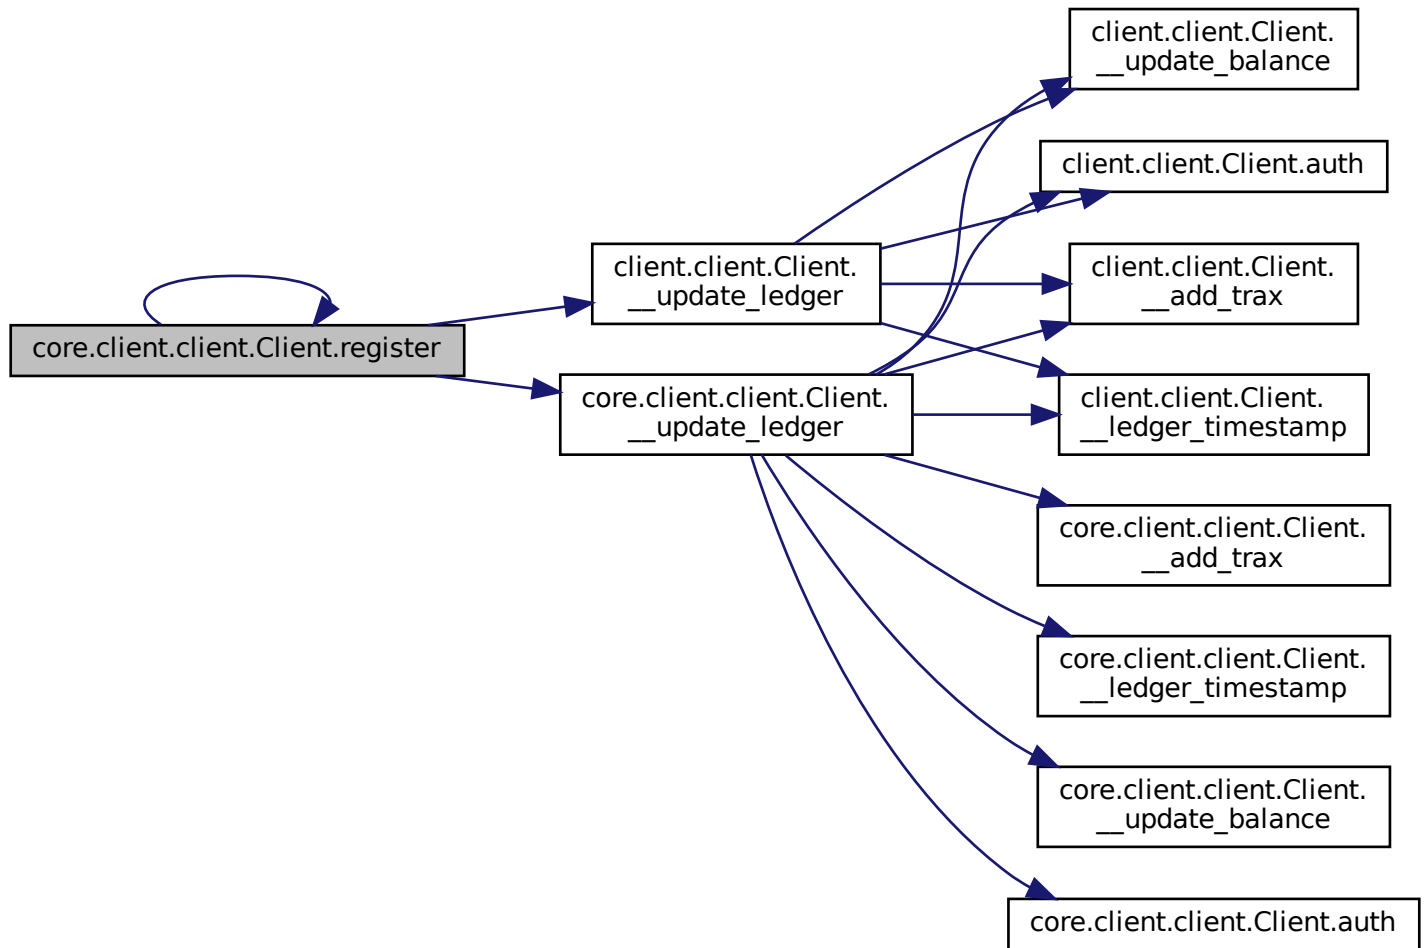 client.client.Client.
__update_balance
client.client.Client.auth
client.client.Client.
__update_ledger
client.client.Client.
__add_trax
core.client.client.Client.register
core.client.client.Client.
__update_ledger
client.client.Client.
__ledger_timestamp
core.client.client.Client.
__add_trax
core.client.client.Client.
__ledger_timestamp
core.client.client.Client.
__update_balance
core.client.client.Client.auth